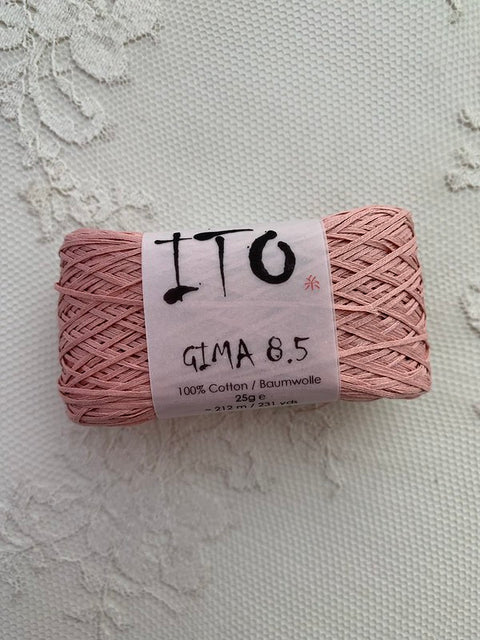 ITO
GIMA 8.5
100% Cotton / Baumwolle
25g e
~ 212 m / 231 yds